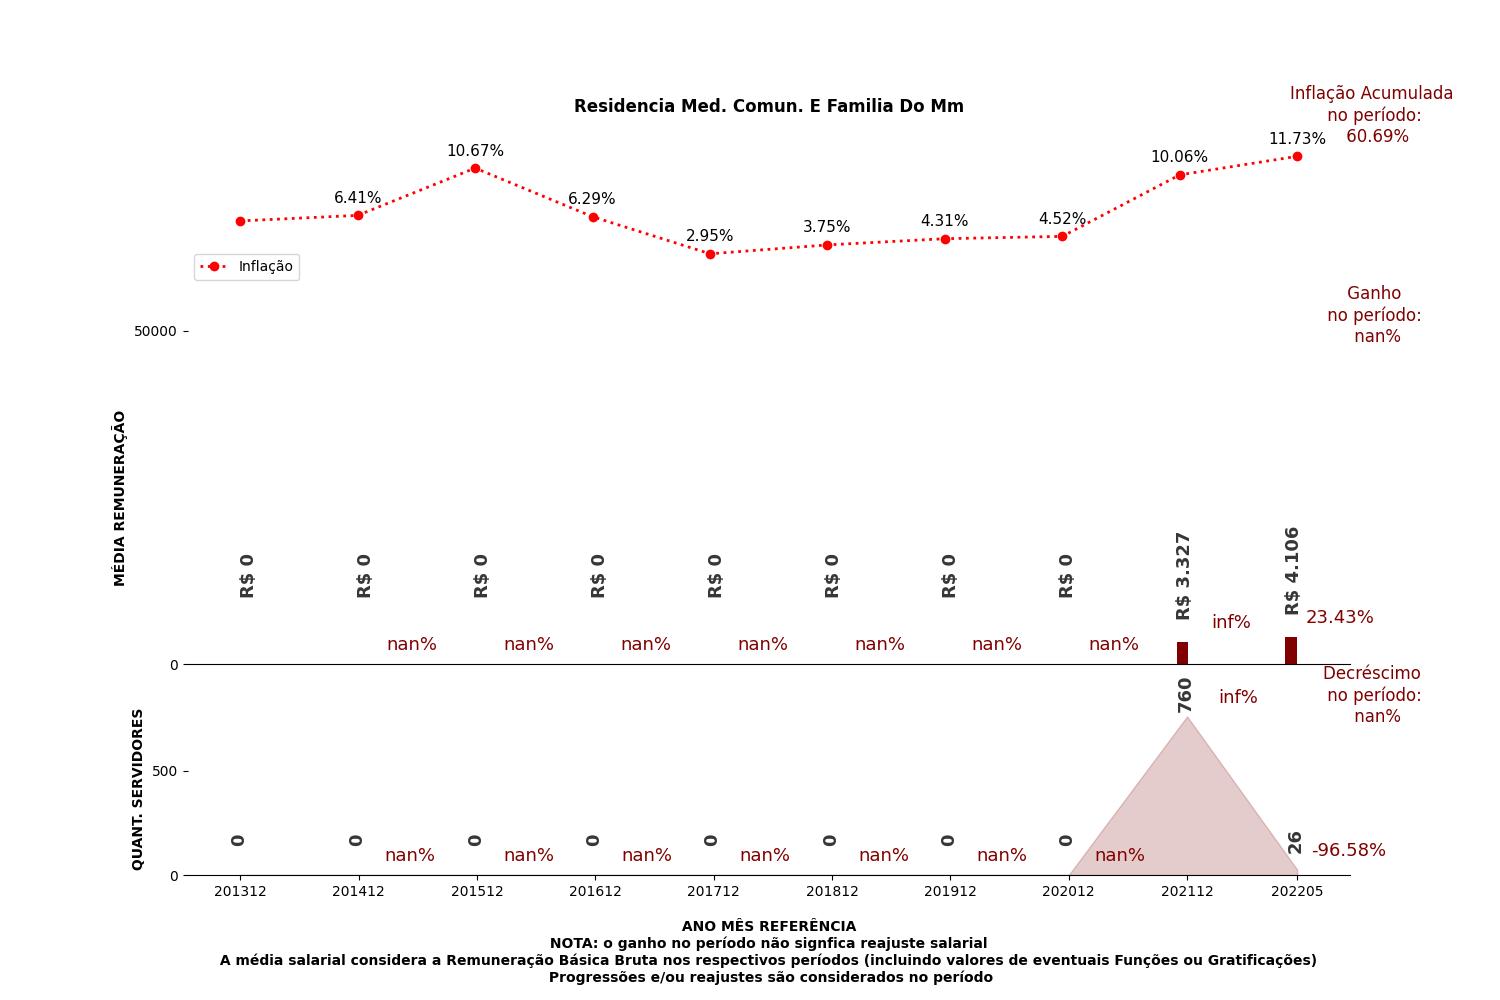 Residencia Med. Comun. E Familia Do Mm
Inflação Acumulada
no período:
60.69%
6.41%
10.67%
6.29%
2.95%
3.75%
4.31%
4.52%
10.06%
11.73%
Inflação
Ganho
no período:
nan%
50000
0
MÉDIA REMUNERAÇÃO
R$ 0
R$ 0
R$ 0
R$ 0
R$ 0
R$ 0
R$ 0
R$ 0
R$ 3.327
R$ 4.106
nan%
nan%
nan%
nan%
nan%
nan%
nan%
inf%
23.43%
Decréscimo
no período:
nan%
QUANT. SERVIDORES
500
0
0
0
0
0
0
0
0
0
760
26
nan%
nan%
nan%
nan%
nan%
nan%
nan%
inf%
-96.58%
201312
201412
201512
201612
201712
201812
201912
202012
202112
202205
ANO MÊS REFERÊNCIA
NOTA: o ganho no período não signfica reajuste salarial
A média salarial considera a Remuneração Básica Bruta nos respectivos períodos (incluindo valores de eventuais Funções ou Gratificações)
Progressões e/ou reajustes são considerados no período